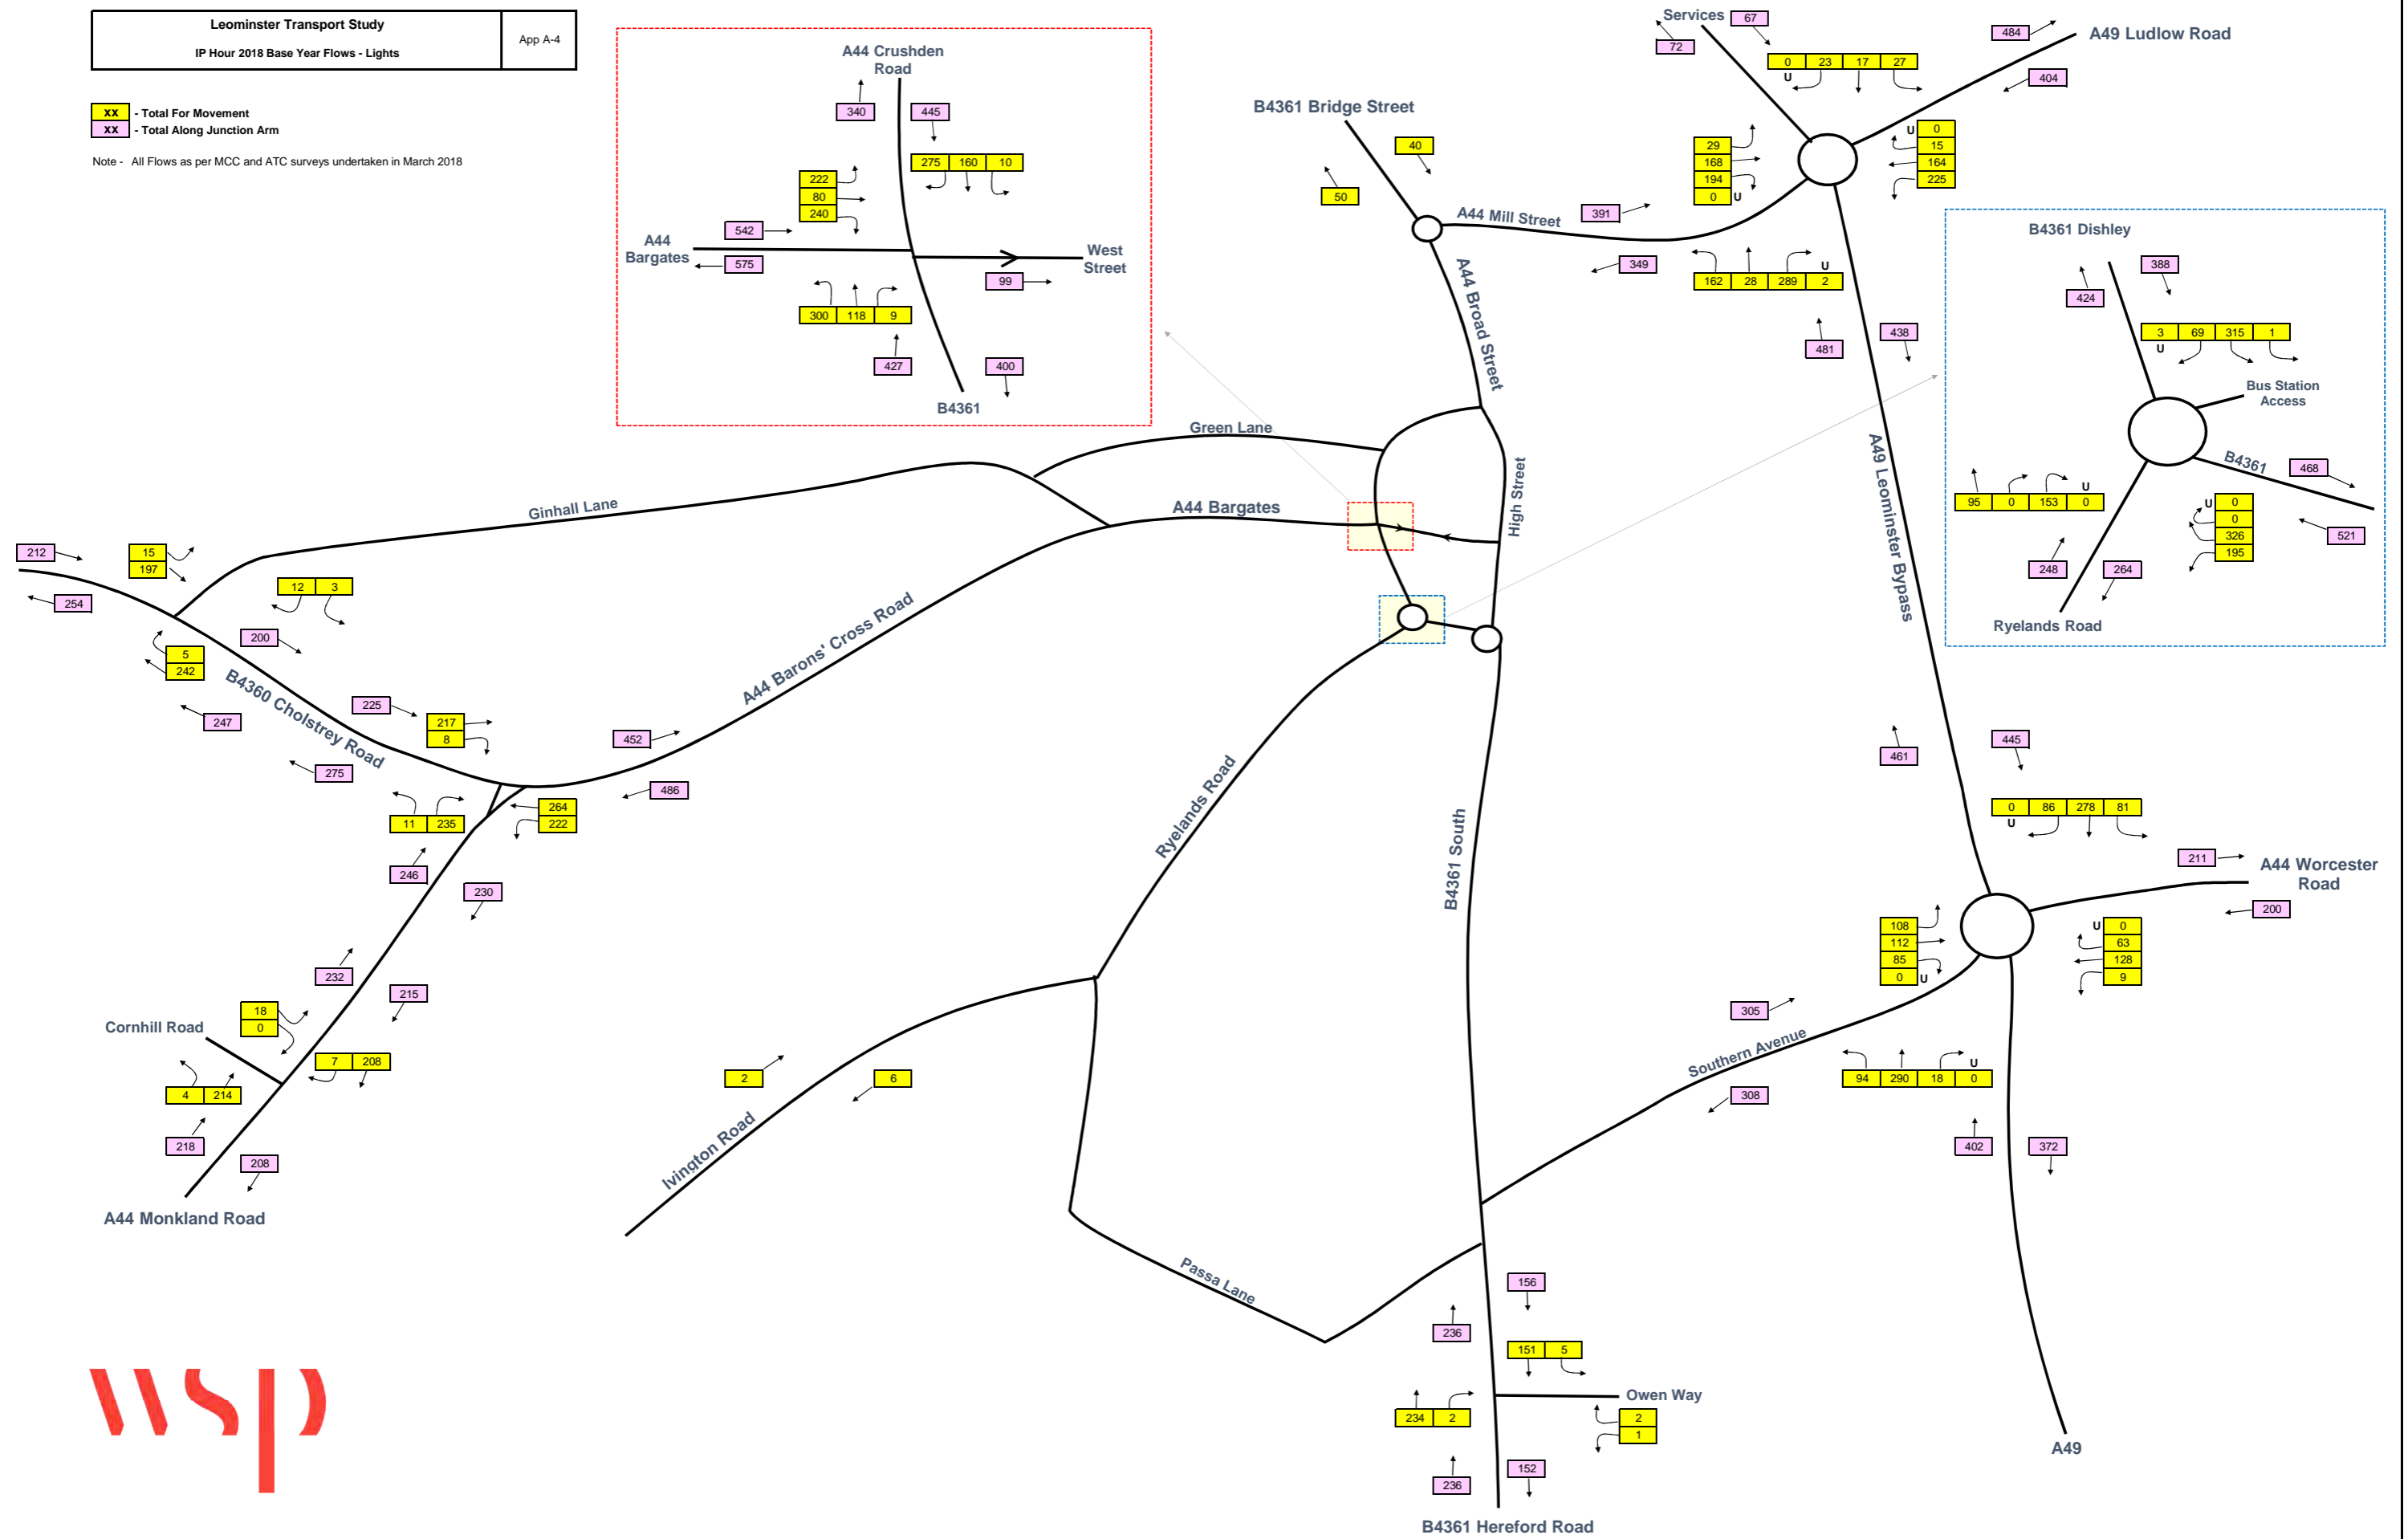 Leominster Transport Study
IP Hour 2018 Base Year Flows - Lights
App A-4
xx - Total For Movement
xx - Total Along Junction Arm
Note - All Flows as per MCC and ATC surveys undertaken in March 2018
A44 Crushden
Road
340
445
275 160 10
222
80
240
542
A44
Bargates
575
West
Street
99
300 118 9
427
400
B4361
Services
67
72
484
A49 Ludlow Road
404
0 23 17 27
U
B4361 Bridge Street
40
50
29
168
194
0 U
U 0
15
164
225
A44 Mill Street
391
349
U
162 28 289 2
481
438
A44 Broad Street
B4361 Dishley
388
424
3 69 315 1
U
Bus Station
Access
B4361
468
521
U
95 0 153 0
U 0
0
326
195
248
264
Ryelands Road
Green Lane
Ginhall Lane
A44 Bargates
High Street
A49 Leominster Bypass
212
15
197
254
12 3
200
5
242
247
B4360 Cholstrey Road
225
217
8
275
452
A44 Barons' Cross Road
486
11 235
264
222
246
230
232
215
Cornhill Road
18
0
7 208
4 214
218
208
A44 Monkland Road
Ryelands Road
B4361 South
2
6
Ivington Road
Passa Lane
461
445
0 86 278 81
U
211
A44 Worcester
Road
200
108
112
85
0 U
U 0
63
128
9
305
Southern Avenue
308
U
94 290 18 0
402
372
A49
156
236
151 5
Owen Way
234 2
2
1
236
152
B4361 Hereford Road
wsp